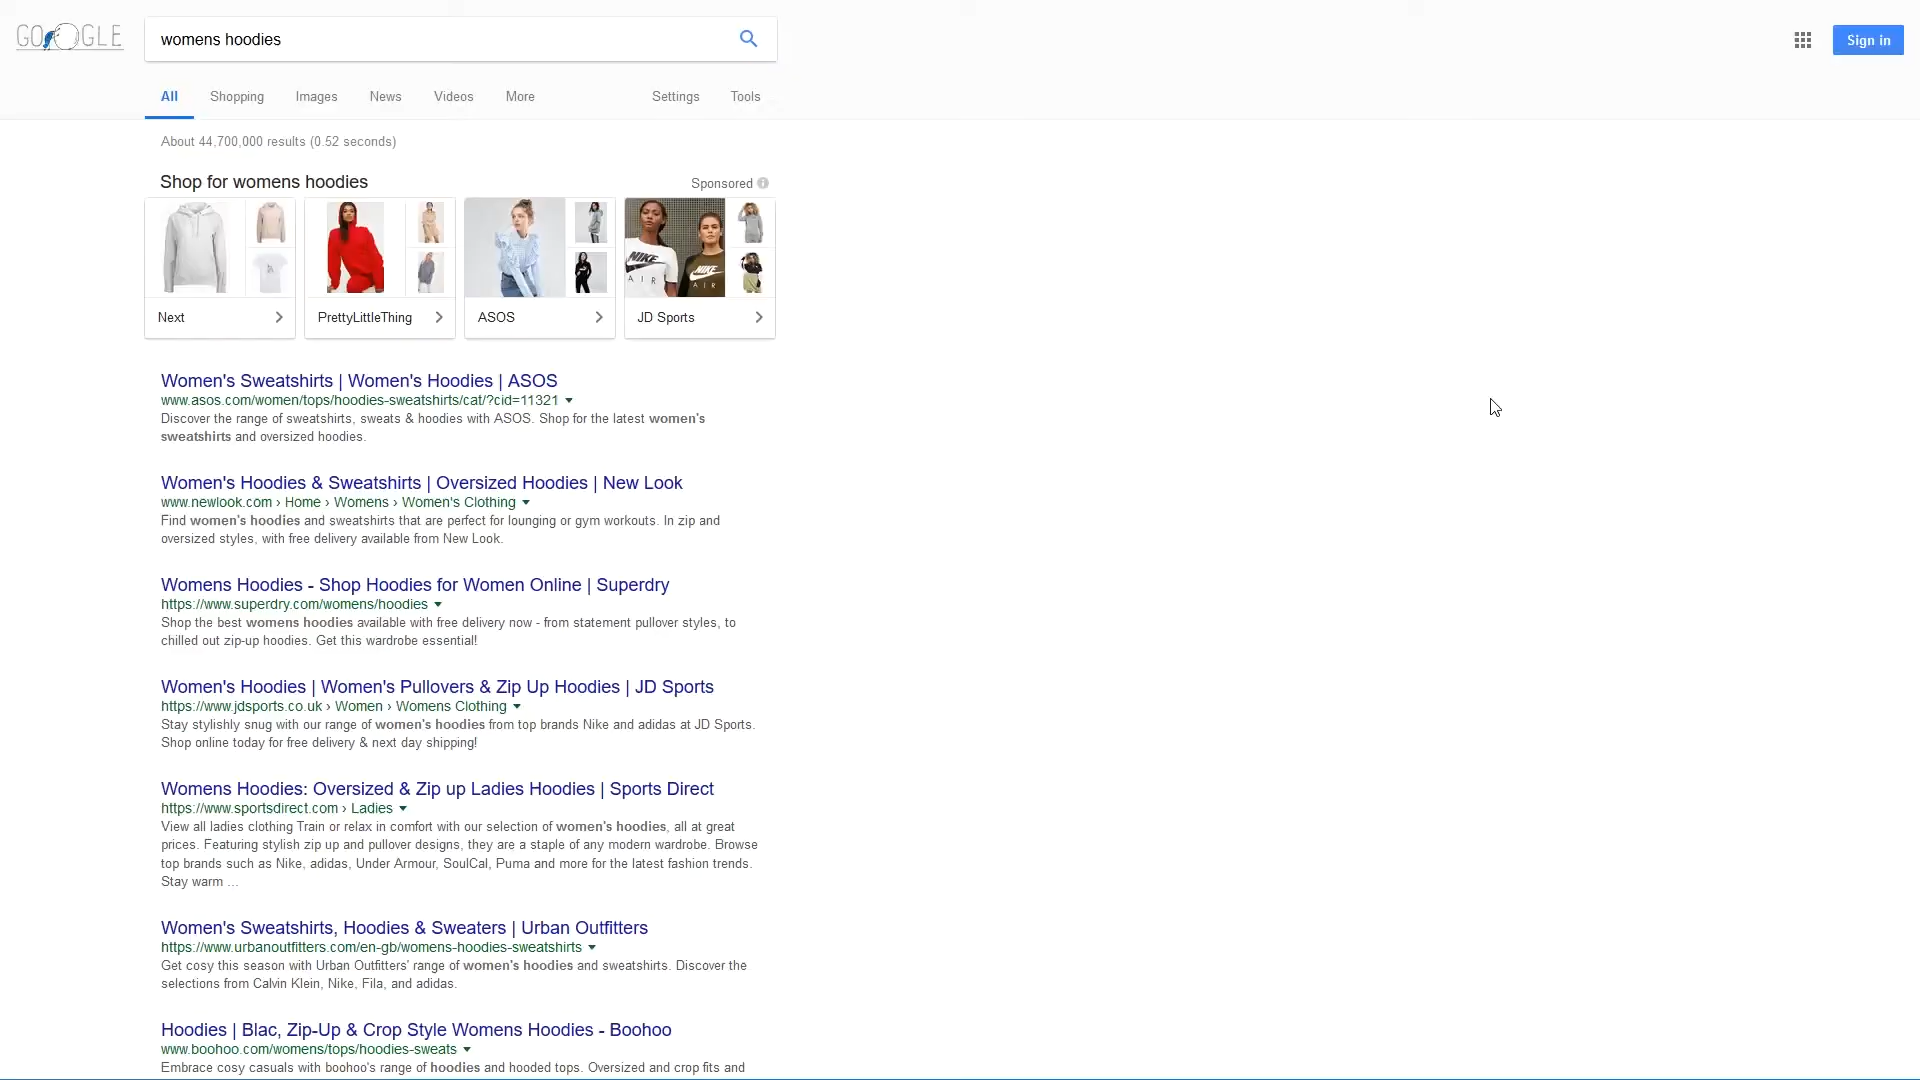 GOOGLE
womens hoodies
Sign in
All Shopping Images News Videos More Settings Tools
About 44,700,000 results (0.52 seconds)
Shop for womens hoodies
Sponsored
NIKE
AIR
NIKE
AIR
Next
PrettyLittleThing
ASOS
JD Sports
Women's Sweatshirts | Women's Hoodies | ASOS
www.asos.com/women/tops/hoodies-sweatshirts/cat/?cid=11321
Discover the range of sweatshirts, sweats & hoodies with ASOS. Shop for the latest women's
sweatshirts and oversized hoodies.
Women's Hoodies & Sweatshirts | Oversized Hoodies | New Look
www.newlook.com › Home › Womens › Women's Clothing
Find women's hoodies and sweatshirts that are perfect for lounging or gym workouts. In zip and
oversized styles, with free delivery available from New Look.
Womens Hoodies - Shop Hoodies for Women Online | Superdry
https://www.superdry.com/womens/hoodies
Shop the best womens hoodies available with free delivery now - from statement pullover styles, to
chilled out zip-up hoodies. Get this wardrobe essential!
Women's Hoodies | Women's Pullovers & Zip Up Hoodies | JD Sports
https://www.jdsports.co.uk › Women › Womens Clothing
Stay stylishly snug with our range of women's hoodies from top brands Nike and adidas at JD Sports.
Shop online today for free delivery & next day shipping!
Womens Hoodies: Oversized & Zip up Ladies Hoodies | Sports Direct
https://www.sportsdirect.com › Ladies
View all ladies clothing Train or relax in comfort with our selection of women's hoodies, all at great
prices. Featuring stylish zip up and pullover designs, they are a staple of any modern wardrobe. Browse
top brands such as Nike, adidas, Under Armour, SoulCal, Puma and more for the latest fashion trends.
Stay warm ...
Women's Sweatshirts, Hoodies & Sweaters | Urban Outfitters
https://www.urbanoutfitters.com/en-gb/womens-hoodies-sweatshirts
Get cosy this season with Urban Outfitters' range of women's hoodies and sweatshirts. Discover the
selections from Calvin Klein, Nike, Fila, and adidas.
Hoodies | Blac, Zip-Up & Crop Style Womens Hoodies - Boohoo
www.boohoo.com/womens/tops/hoodies-sweats
Embrace cosy casuals with boohoo's range of hoodies and hooded tops. Oversized and crop fits and